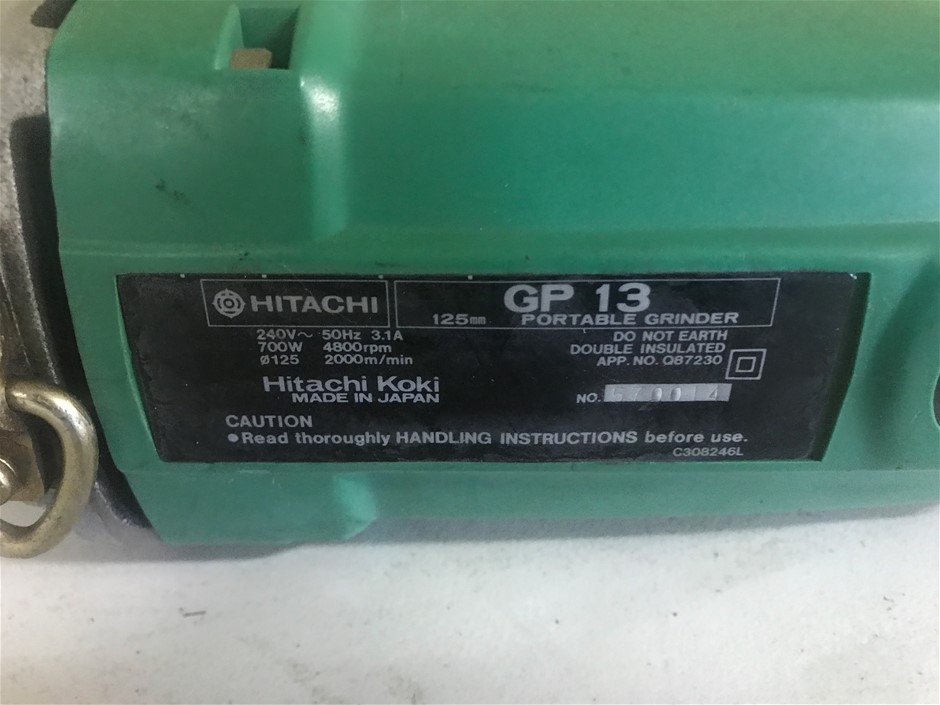 HITACHI
GP 13
125mm PORTABLE GRINDER
240V~ 50Hz 3.1A
700W 4800rpm
ø125 2000m/min
DO NOT EARTH
DOUBLE INSULATED
APP. NO. Q87230
Hitachi Koki
MADE IN JAPAN
NO.
CAUTION
●Read thoroughly HANDLING INSTRUCTIONS before use.
C308246L